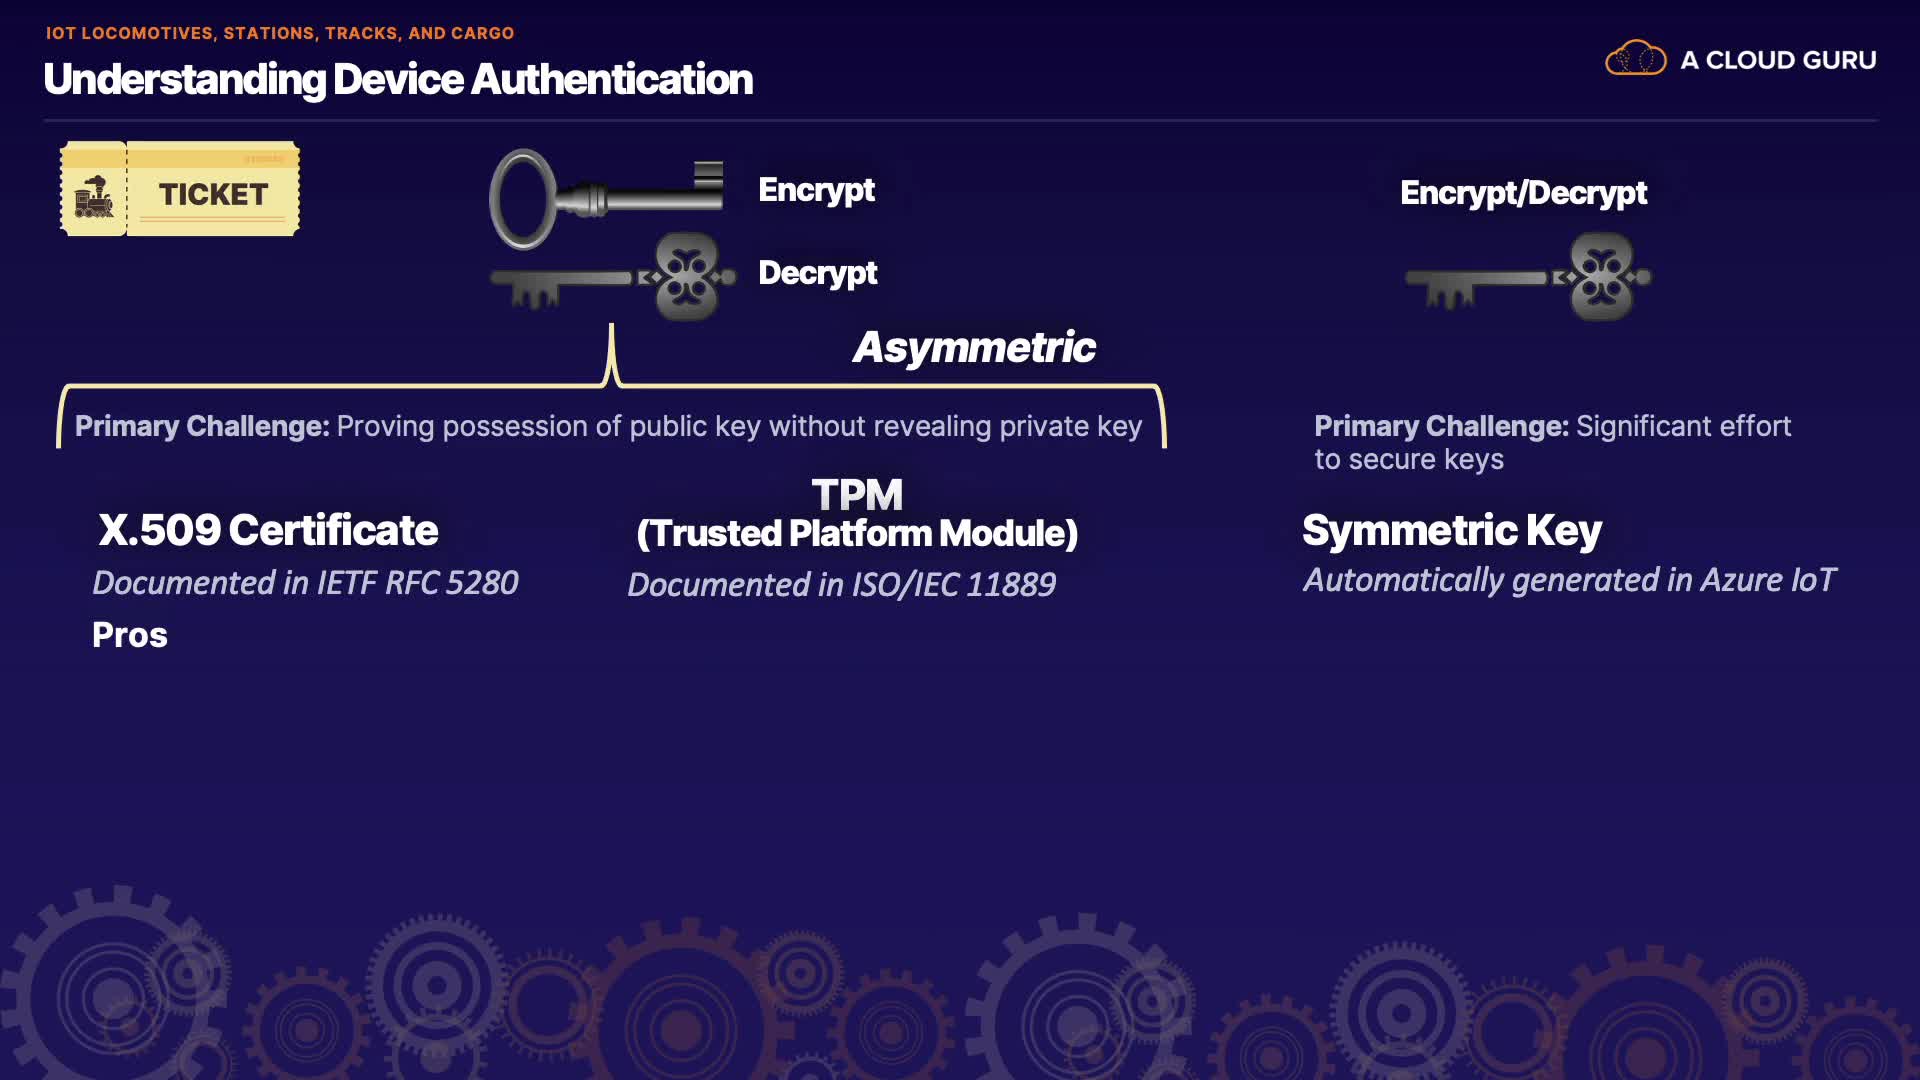 IOT LOCOMOTIVES, STATIONS, TRACKS, AND CARGO
Understanding Device Authentication
A CLOUD GURU
TICKET
Encrypt
Decrypt
Encrypt/Decrypt
Asymmetric
Primary Challenge: Proving possession of public key without revealing private key
Primary Challenge: Significant effort
to secure keys
X.509 Certificate
Documented in IETF RFC 5280
Pros
TPM
(Trusted Platform Module)
Documented in ISO/IEC 11889
Symmetric Key
Automatically generated in Azure IoT